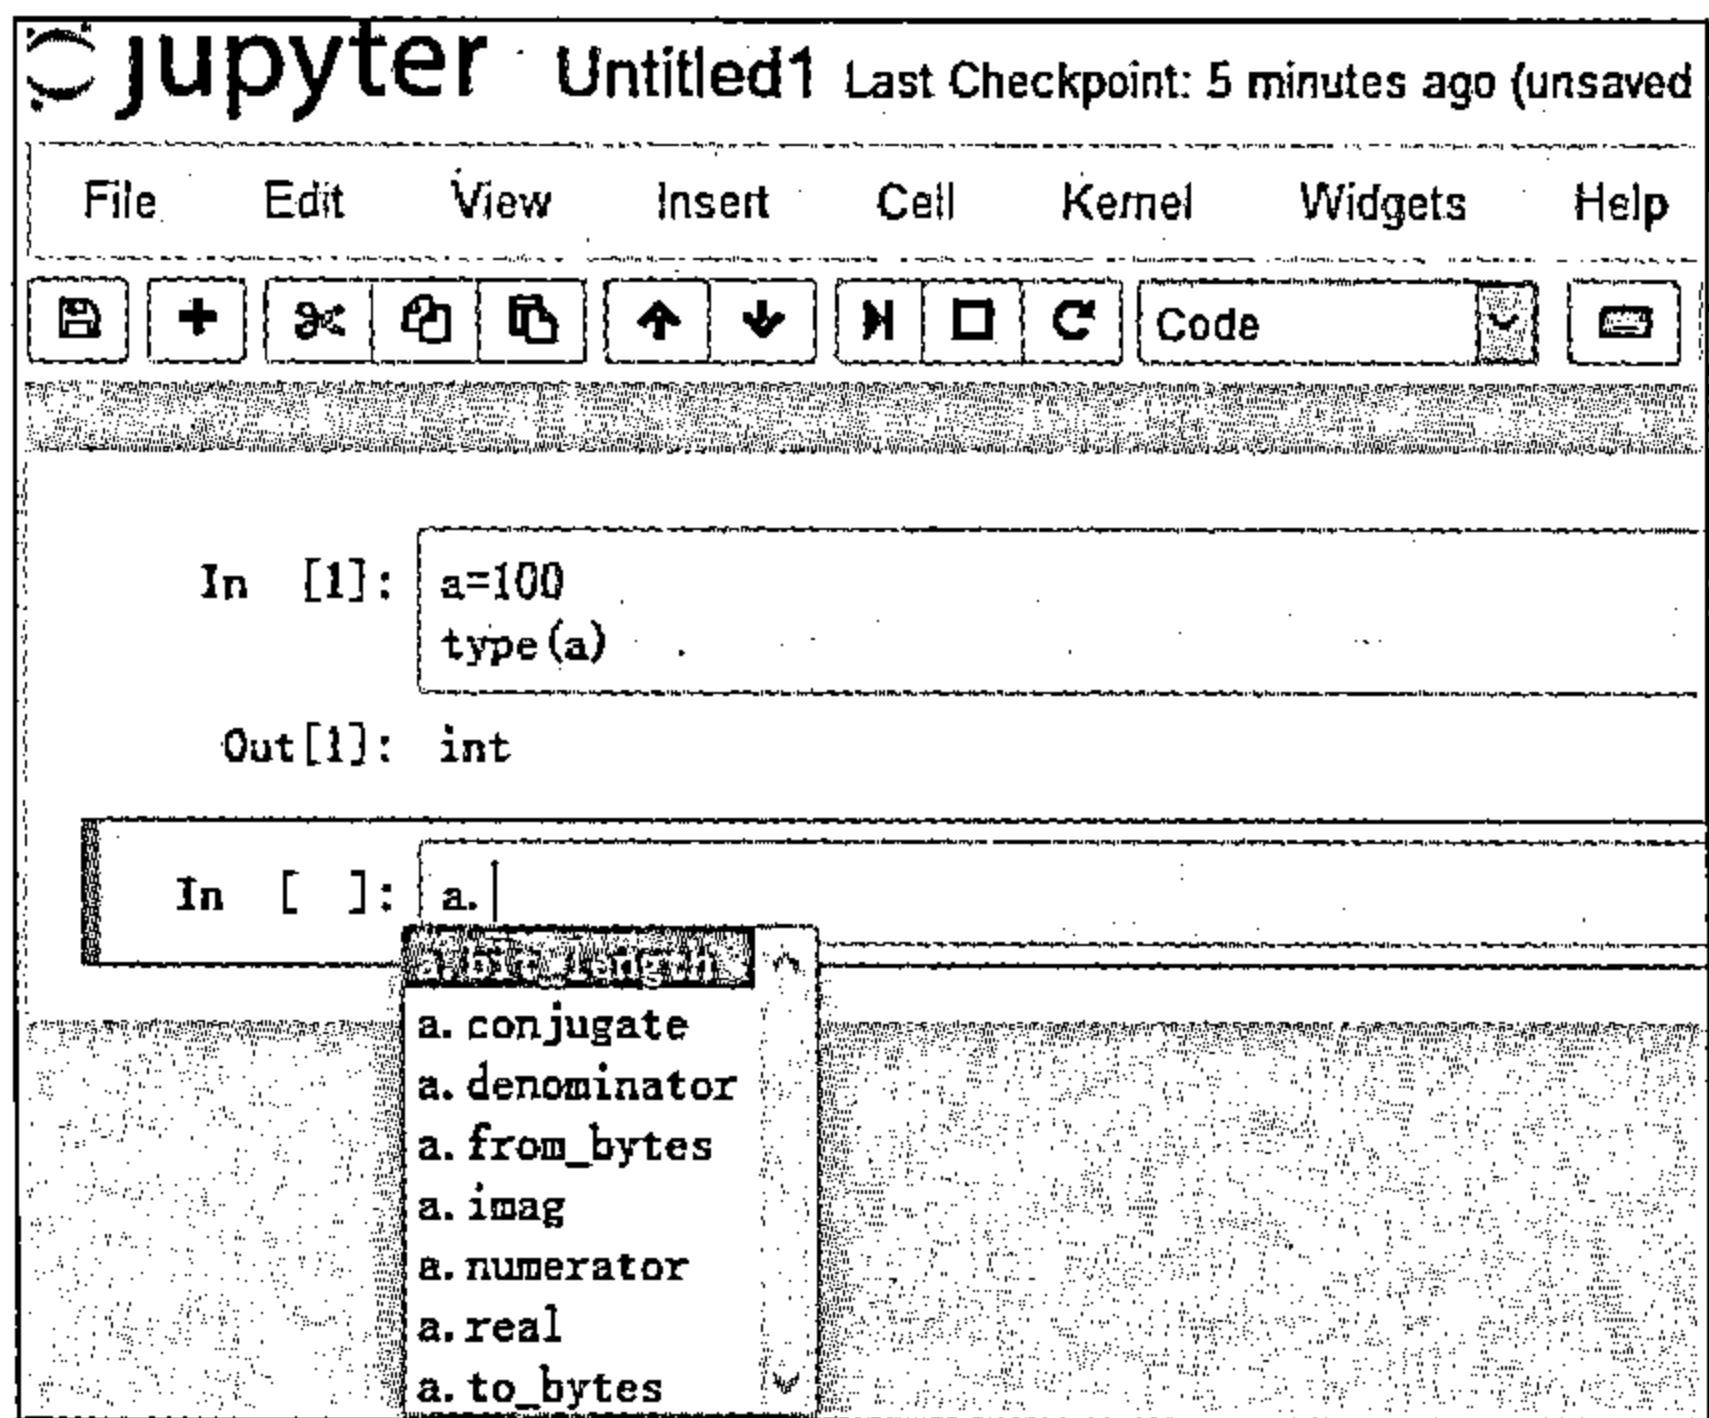 jupyter Untitled1 Last Checkpoint: 5 minutes ago (unsaved
File Edit View Insert Cell Kernel Widgets Help
Code
In [1]: a=100
type(a)
Out[1]: int
In [ ]: a.
a.bit_length
a.conjugate
a.denominator
a.from_bytes
a.imag
a.numerator
a.real
a.to_bytes